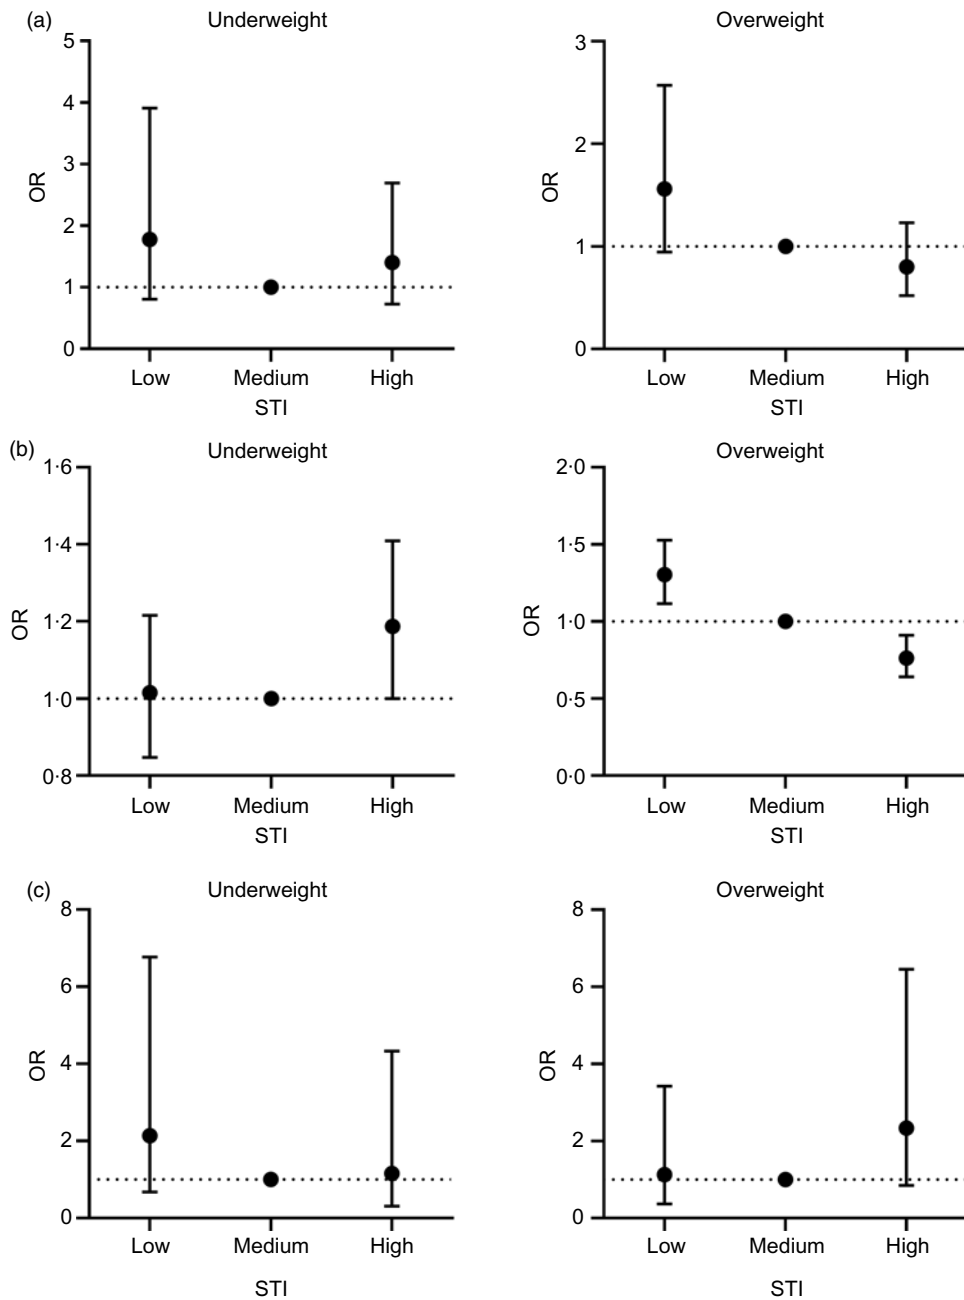 (a) Underweight Overweight
5 3
4
3 2
OR OR
2
1 1
0 0
Low Medium High Low Medium High
STI STI
(b) Underweight Overweight
1·6 2·0
1·4 1·5
OR 1·2 OR 1·0
1·0 0·5
0·8 0·0
Low Medium High Low Medium High
STI STI
(c) Underweight Overweight
8 8
6 6
OR 4 OR 4
2 2
0 0
Low Medium High Low Medium High
STI STI